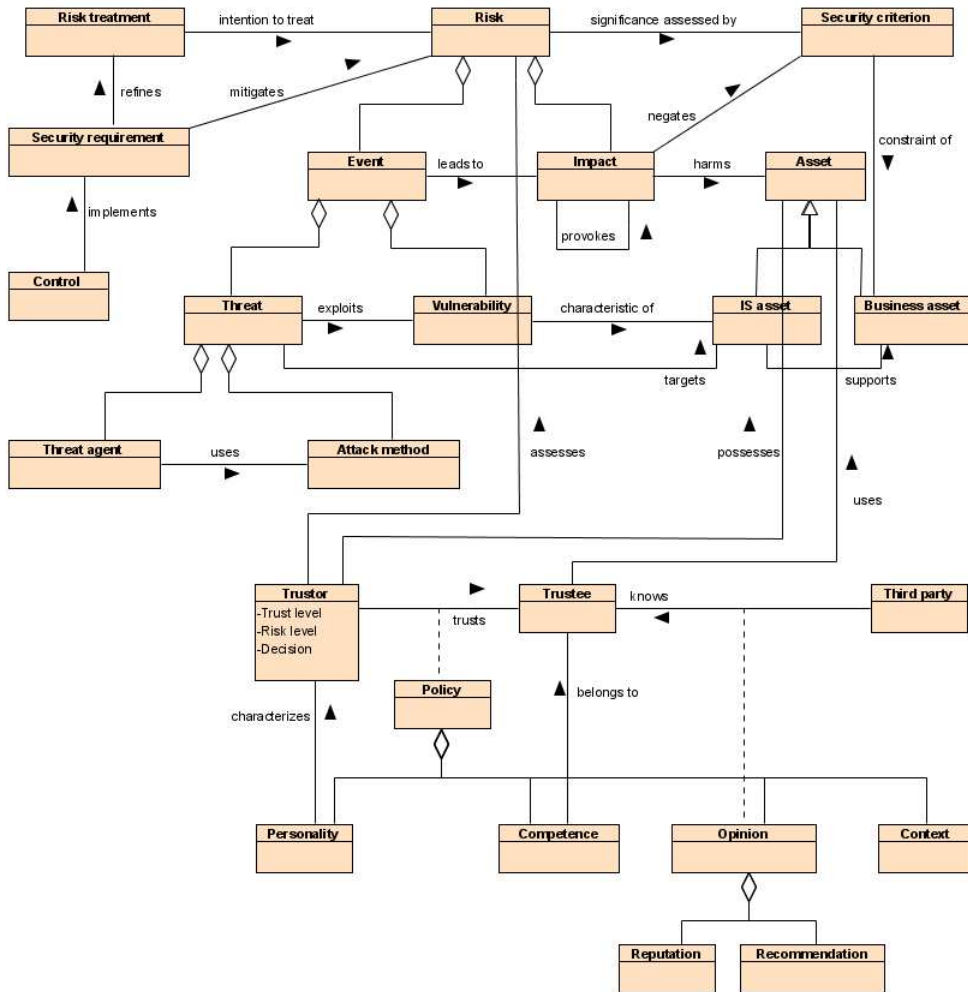 Risk treatment
intention to treat
Risk
significance assessed by
Security criterion
refines
mitigates
negates
Security requirement
constraint of
Event
leads to
Impact
harms
Asset
implements
provokes
Control
Threat
exploits
Vulnerability
characteristic of
IS asset
Business asset
targets
supports
Threat agent
uses
Attack method
assesses
possesses
uses
Trustor
-Trust level
-Risk level
-Decision
trusts
Trustee
knows
Third party
Policy
belongs to
characterizes
Personality
Competence
Opinion
Context
Reputation
Recommendation